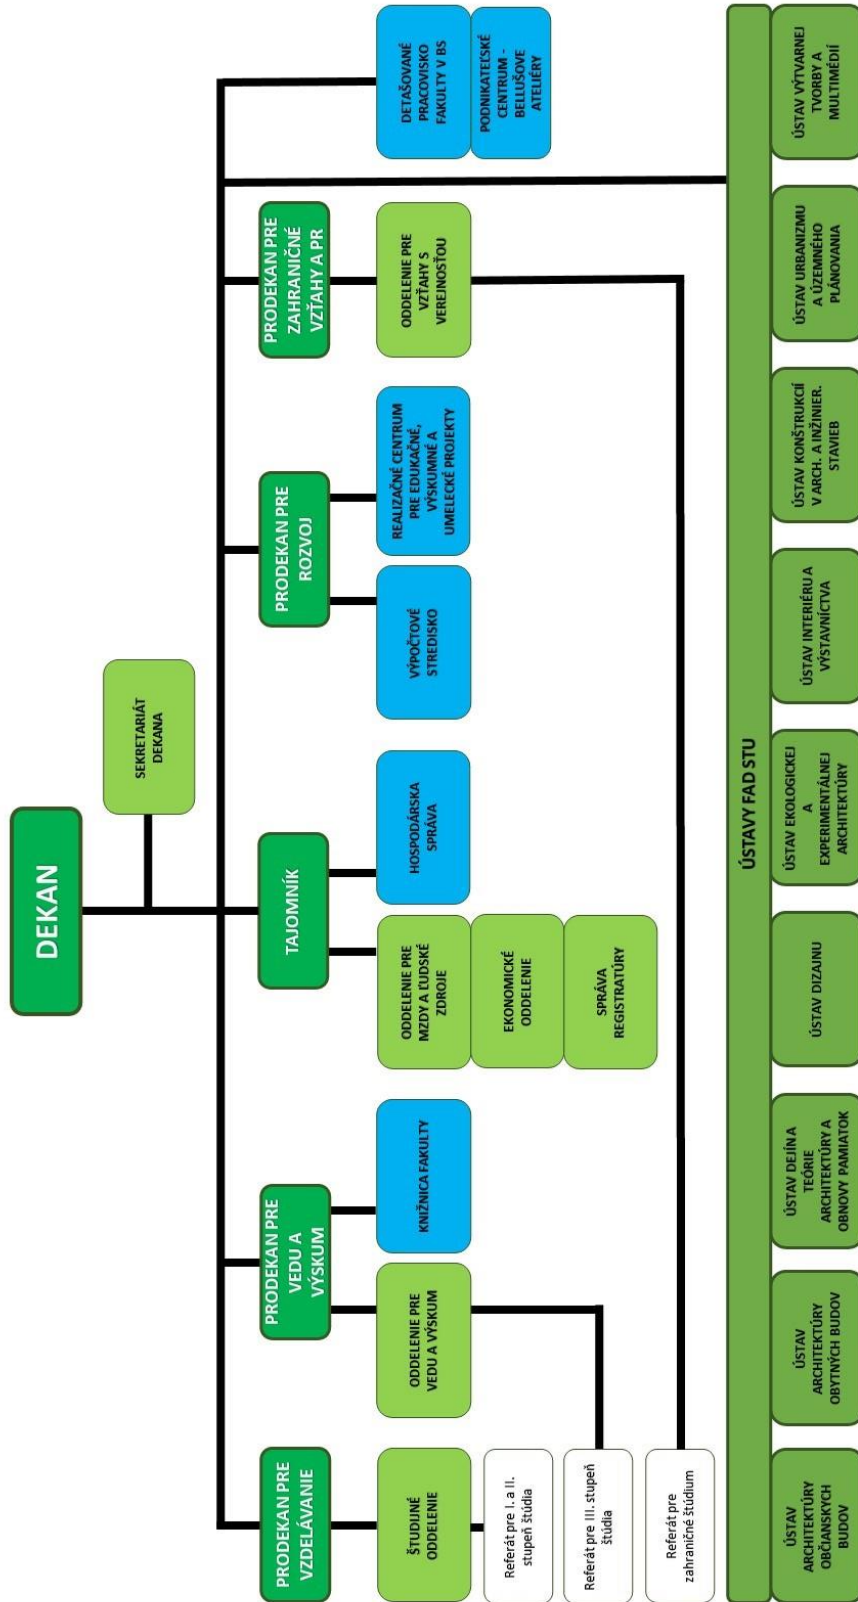 DEKAN
SEKRETARIÁT
DEKANA
PRODEKAN PRE
VZDELÁVANIE
PRODEKAN PRE
VEDU A
VÝSKUM
TAJOMNÍK
PRODEKAN PRE
ROZVOJ
PRODEKAN PRE
ZAHRANIČNÉ
VZŤAHY A PR
ŠTUDIJNÉ
ODDELENIE
ODDELENIE PRE
VEDU A VÝSKUM
KNIŽNICA FAKULTY
ODDELENIE PRE
MZDY A ĽUDSKÉ
ZDROJE
HOSPODÁRSKA
SPRÁVA
VÝPOČTOVÉ
STREDISKO
REALIZAČNÉ CENTRUM
PRE EDUKAČNÉ,
VÝSKUMNÉ A
UMELECKÉ PROJEKTY
ODDELENIE PRE
VZŤAHY S
VEREJNOSŤOU
DETAŠOVANÉ
PRACOVISKO
FAKULTY V BS
EKONOMICKÉ
ODDELENIE
PODNIKATEĽSKÉ
CENTRUM -
BELLUŠOVE
ATELIÉRY
Referát pre I. a II.
stupeň štúdia
Referát pre III. stupeň
štúdia
SPRÁVA
REGISTRATÚRY
Referát pre
zahraničné štúdium
ÚSTAVY FAD STU
ÚSTAV
ARCHITEKTÚRY
OBČIANSKYCH
BUDOV
ÚSTAV
ARCHITEKTÚRY
OBYTNÝCH BUDOV
ÚSTAV DEJÍN A
TEÓRIE
ARCHITEKTÚRY A
OBNOVY PAMIATOK
ÚSTAV DIZAJNU
ÚSTAV EKOLOGICKEJ
A
EXPERIMENTÁLNEJ
ARCHITEKTÚRY
ÚSTAV INTERIÉRU A
VÝSTAVNÍCTVA
ÚSTAV KONŠTRUKCIÍ
V ARCH. A INŽINIER.
STAVIEB
ÚSTAV URBANIZMU
A ÚZEMNÉHO
PLÁNOVANIA
ÚSTAV VÝTVARNEJ
TVORBY A
MULTIMÉDIÍ